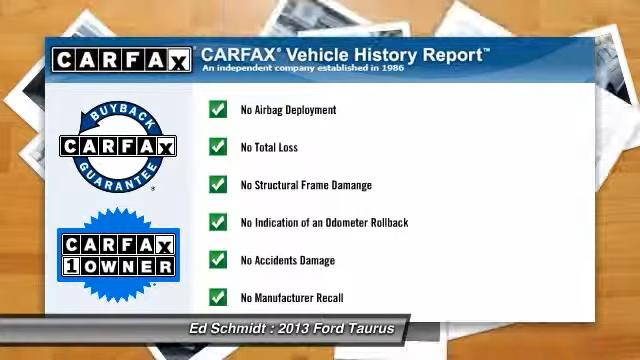 CARFAX
CARFAX® Vehicle History Report™
An independent company established in 1986
BUYBACK
CARFAX
GUARANTEE
CARFAX
1 OWNER
No Airbag Deployment
No Total Loss
No Structural Frame Damange
No Indication of an Odometer Rollback
No Accidents Damage
No Manufacturer Recall
Ed Schmidt : 2013 Ford Taurus